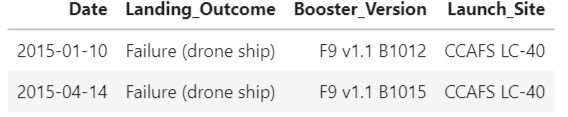 Date Landing_Outcome Booster_Version Launch_Site
2015-01-10 Failure (drone ship) F9 v1.1 B1012 CCAFS LC-40
2015-04-14 Failure (drone ship) F9 v1.1 B1015 CCAFS LC-40